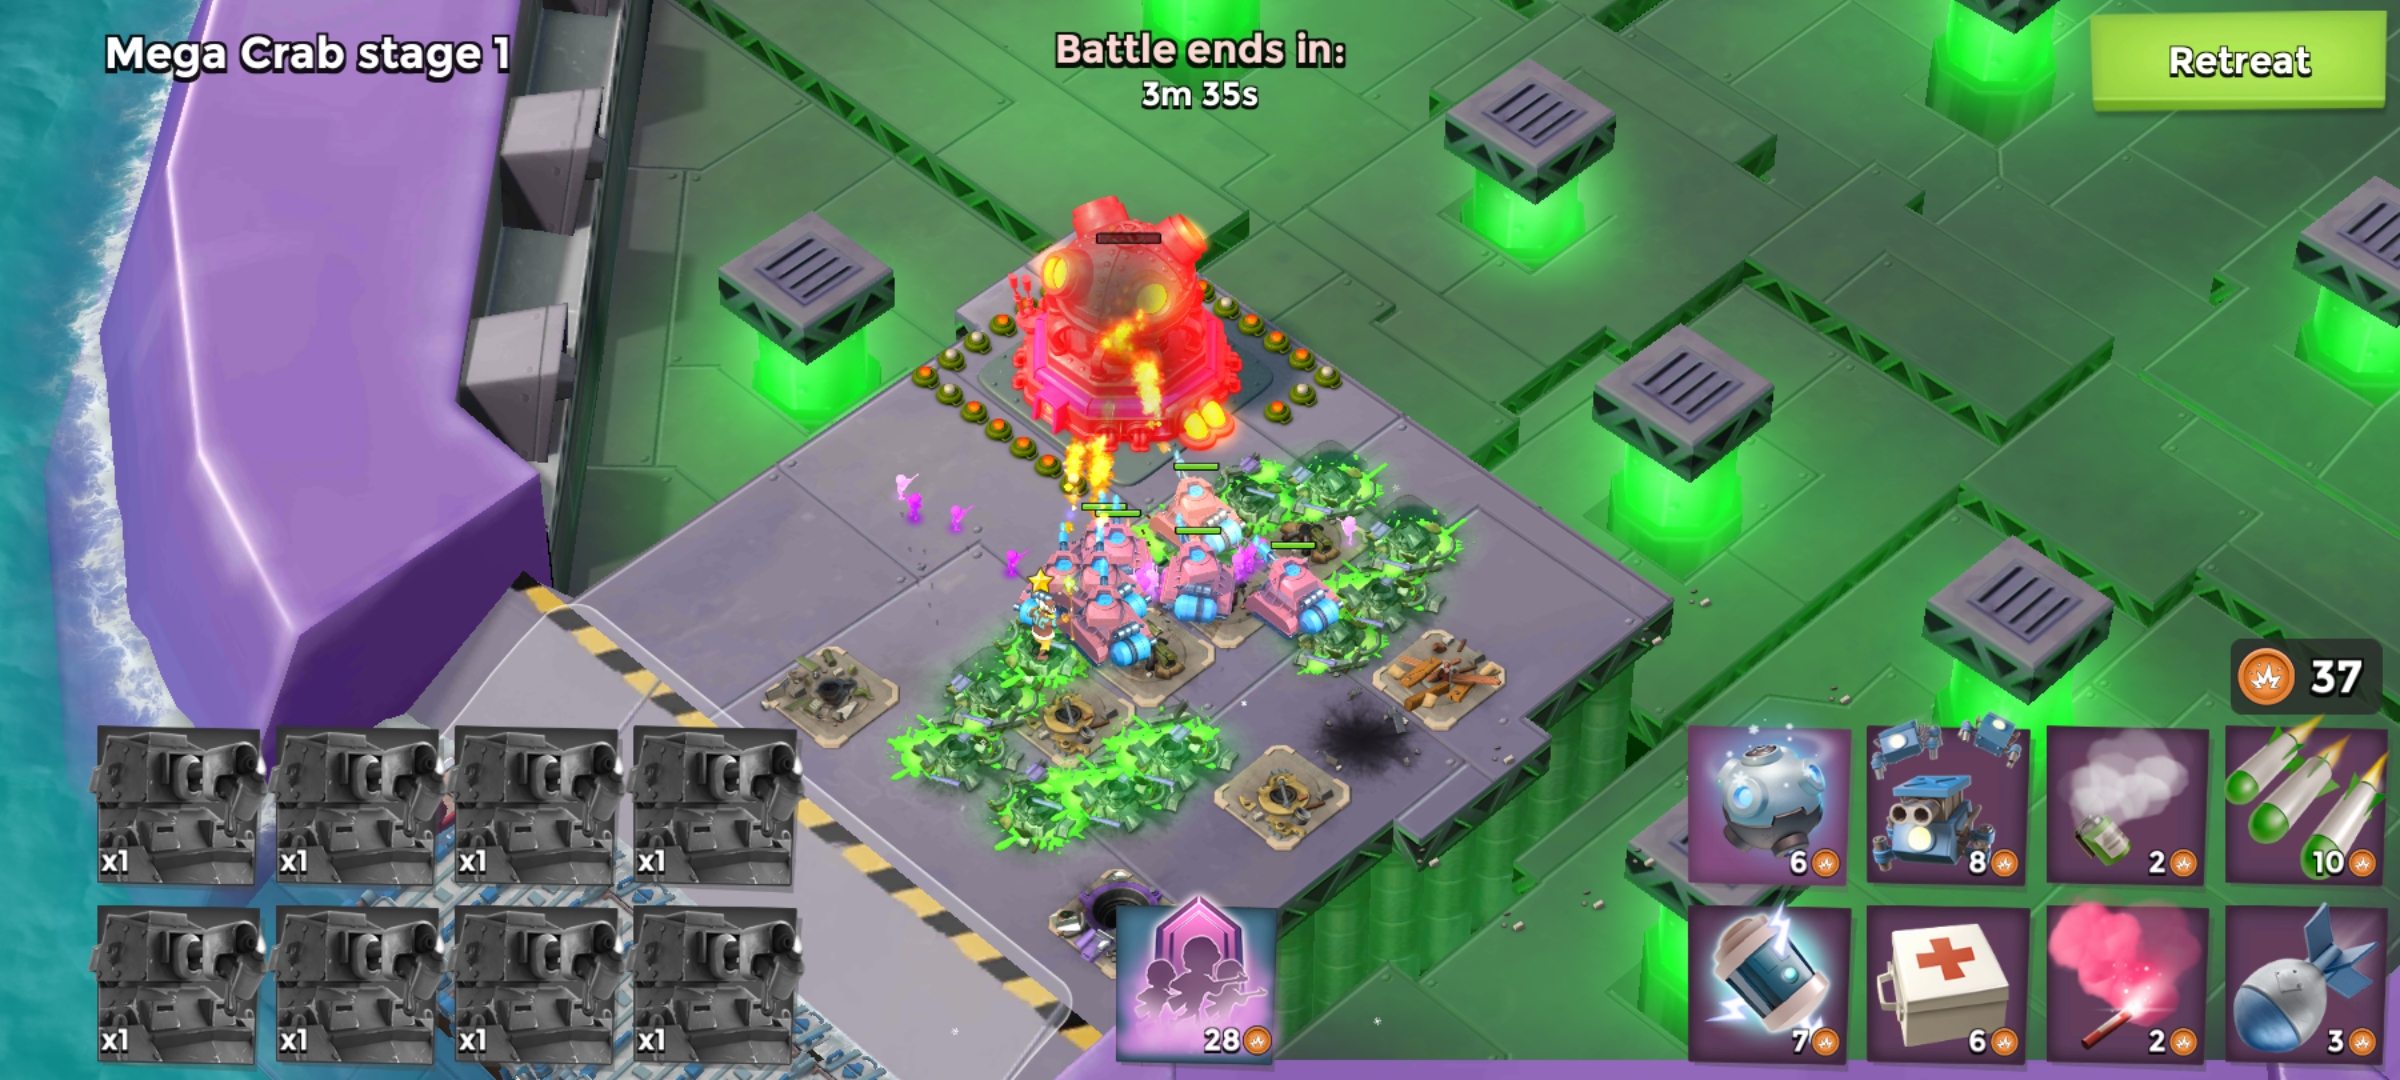 Mega Crab stage 1
Battle ends in:
3m 35s
Retreat
37
x1
x1
x1
x1
6
8
2
10
x1
x1
x1
x1
28
7
6
2
3